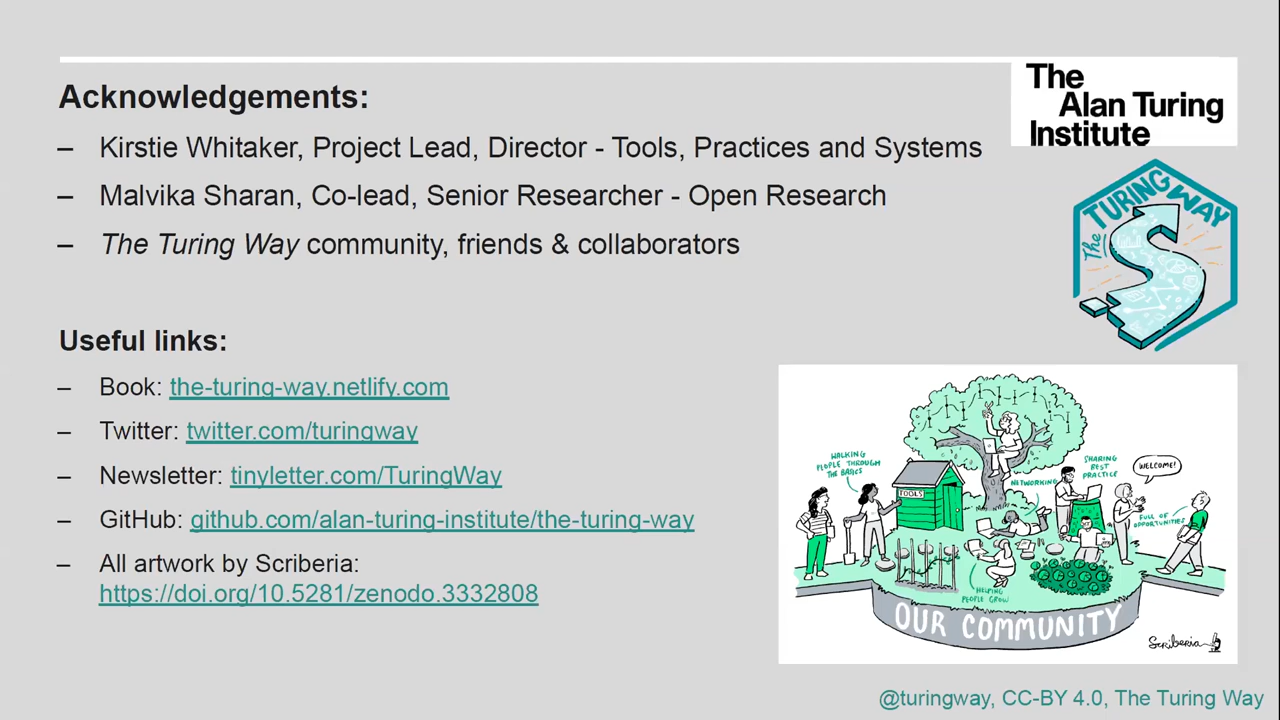 Acknowledgements:
– Kirstie Whitaker, Project Lead, Director - Tools, Practices and Systems
– Malvika Sharan, Co-lead, Senior Researcher - Open Research
– The Turing Way community, friends & collaborators
The
Alan Turing
Institute
THE TURING WAY
Useful links:
– Book: the-turing-way.netlify.com
– Twitter: twitter.com/turingway
– Newsletter: tinyletter.com/TuringWay
– GitHub: github.com/alan-turing-institute/the-turing-way
– All artwork by Scriberia:
https://doi.org/10.5281/zenodo.3332808
WALKING
PEOPLE THROUGH
THE BASICS
TOOLS
NETWORKING
SHARING
BEST
PRACTICE
WELCOME!
FULL OF
OPPORTUNITIES
HELPING
PEOPLE GROW
OUR COMMUNITY
Scriberia
@turingway, CC-BY 4.0, The Turing Way